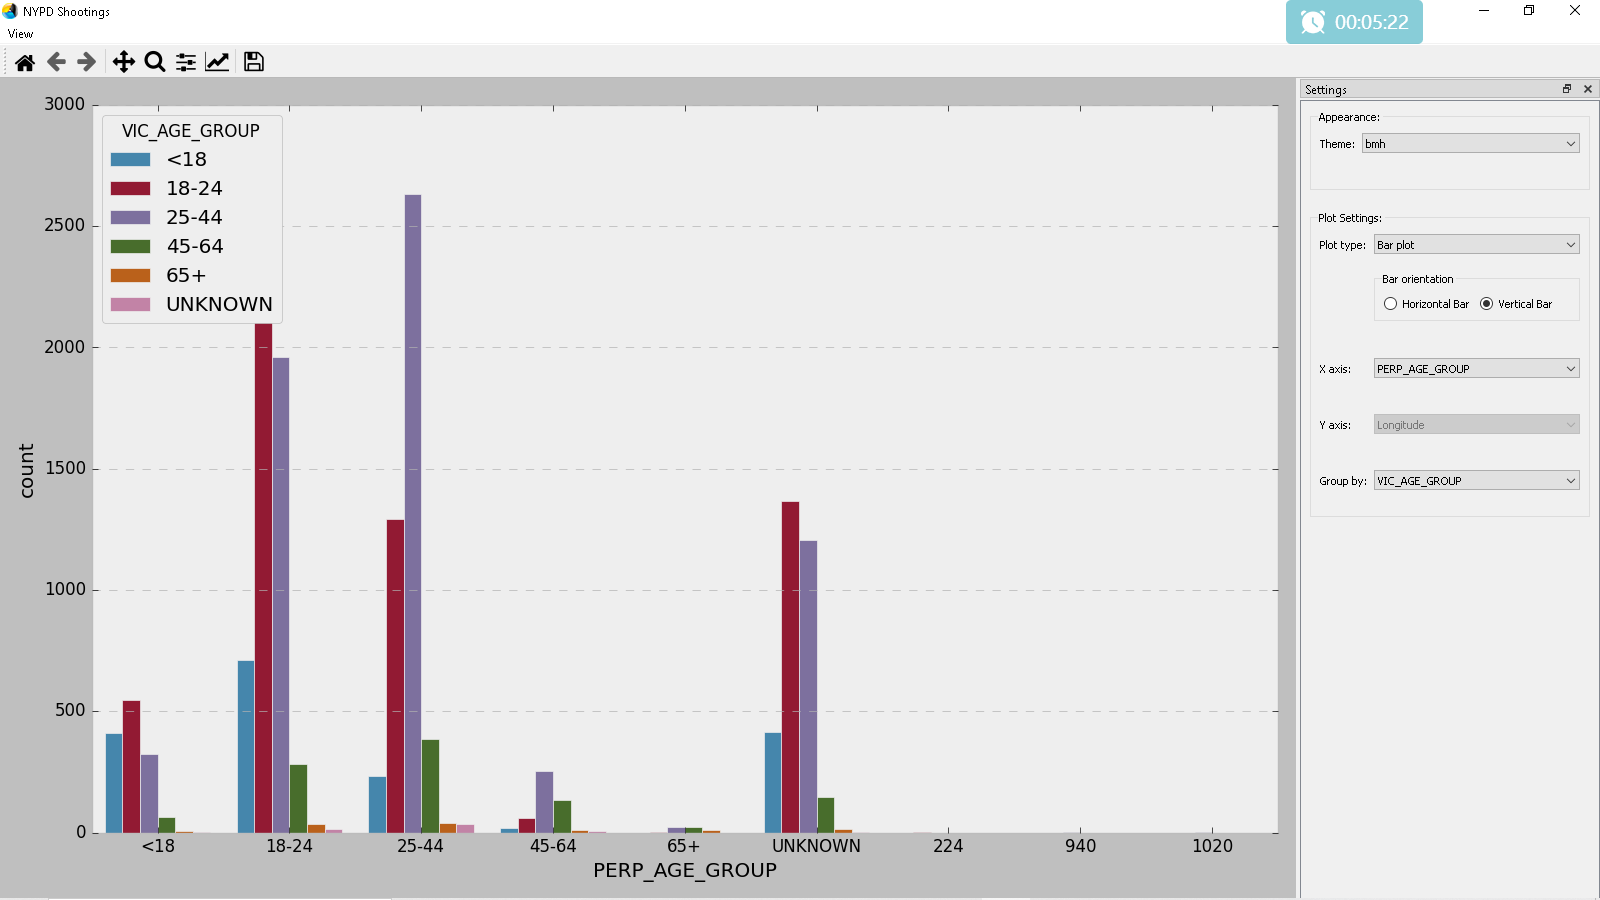 NYPD Shootings
00:05:22
View
Settings
Appearance:
Theme: bmh
Plot Settings:
Plot type: Bar plot
Bar orientation
Horizontal Bar Vertical Bar
X axis: PERP_AGE_GROUP
Y axis: Longitude
Group by: VIC_AGE_GROUP
3000
2500
2000
1500
1000
500
0
count
VIC_AGE_GROUP
<18
18-24
25-44
45-64
65+
UNKNOWN
<18 18-24 25-44 45-64 65+ UNKNOWN 224 940 1020
PERP_AGE_GROUP